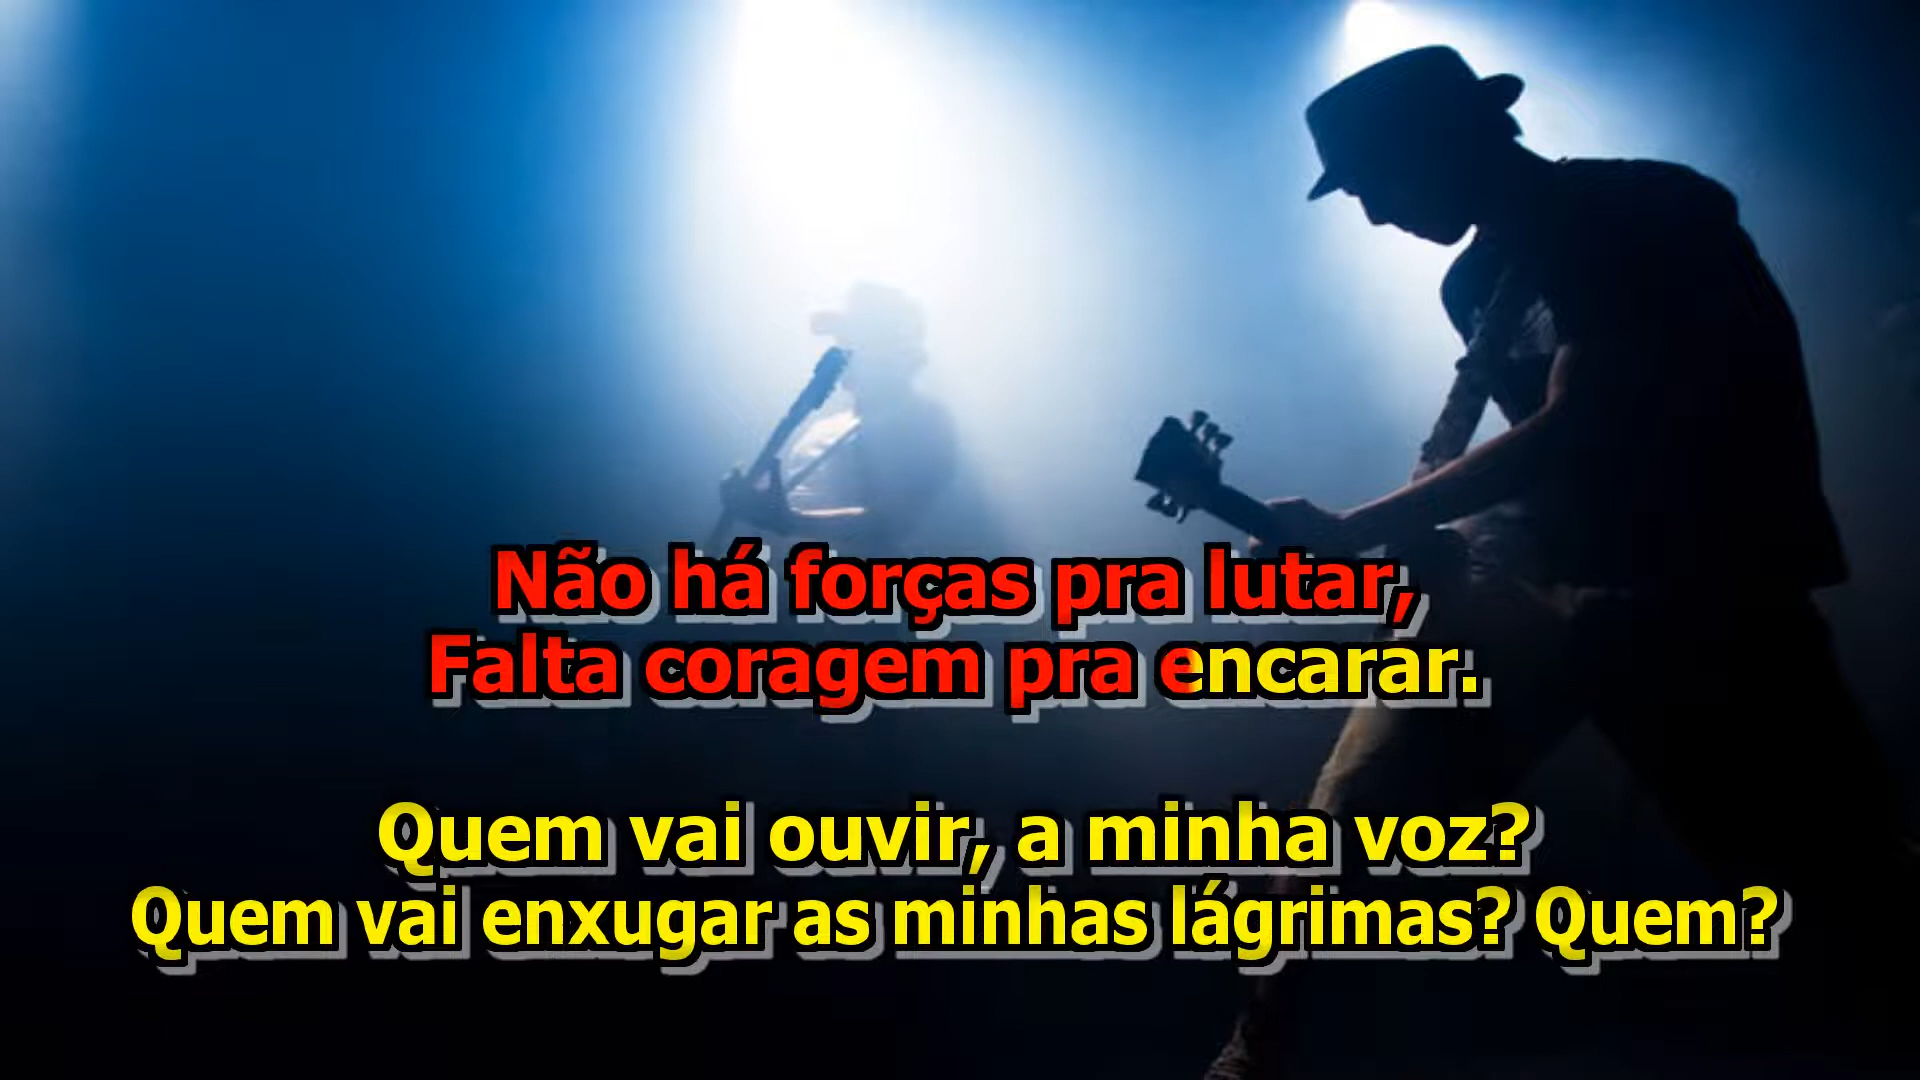 Não há forças pra lutar,
Falta coragem pra encarar.
Quem vai ouvir, a minha voz?
Quem vai enxugar as minhas lágrimas? Quem?